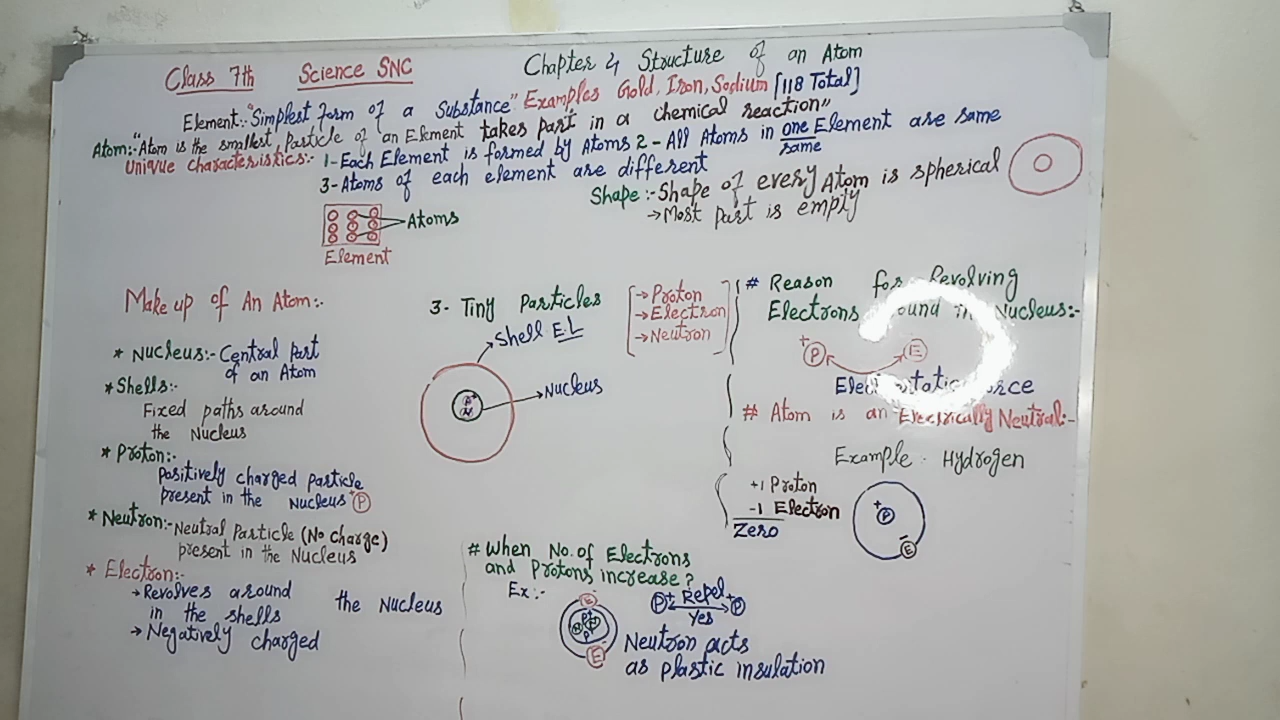 Class 7th Science SNC Chapter 4 Structure of an Atom
Element:- "Simplest form of a Substance" Examples Gold, Iron, Sodium [118 Total]
Atom:- "Atom is the smallest Particle of an Element takes part in a chemical reaction"
Univue characteristics:- 1-Each Element is formed by Atoms 2-All Atoms in one Element are same
same
3-Atoms of each element are different
Shape:- Shape of every Atom is spherical
→ Most part is empty
Atoms
Element
Make up of An Atom:-
* Nucleus:- Central Part
of an Atom
* Shells:-
Fixed paths around
the Nucleus
* Proton:-
Positively charged particle
present in the Nucleus +P
* Neutron:- Neutral Particle (No charge)
present in the Nucleus
* Electron:-
→ Revolves around the Nucleus
in the shells
→ Negatively charged
3- Tiny Particles
→ Proton
→ Electron
→ Neutron
Shell E.L
Nucleus
P+
N
# When No. of Electrons
and Protons increase?
Ex:-
E
E
P+ Repel +P
Yes
Neutron acts
as plastic insulation
# Reason for Revolving
Electrons in Nucleus:-
+P E
# Atom is an Electrically Neutral:-
Example - Hydrogen
+1 Proton
-1 Electron
Zero
+P
-E